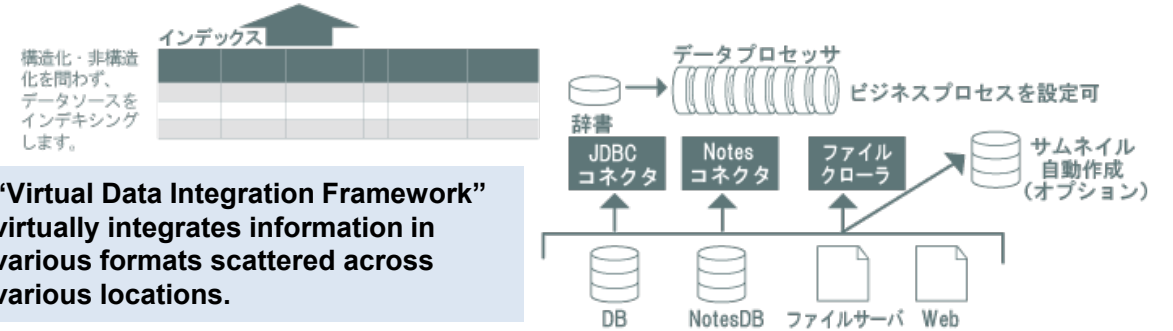 インデックス
構造化・非構造
化を問わず、
データソースを
インデキシング
します。
データプロセッサ
ビジネスプロセスを設定可
辞書
JDBC
コネクタ
Notes
コネクタ
ファイル
クローラ
サムネイル
自動作成
(オプション)
“Virtual Data Integration Framework”
virtually integrates information in
various formats scattered across
various locations.
DB
NotesDB
ファイルサーバ
Web